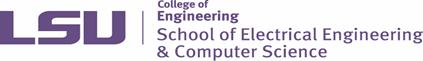 LSU
College of
Engineering
School of Electrical Engineering
& Computer Science